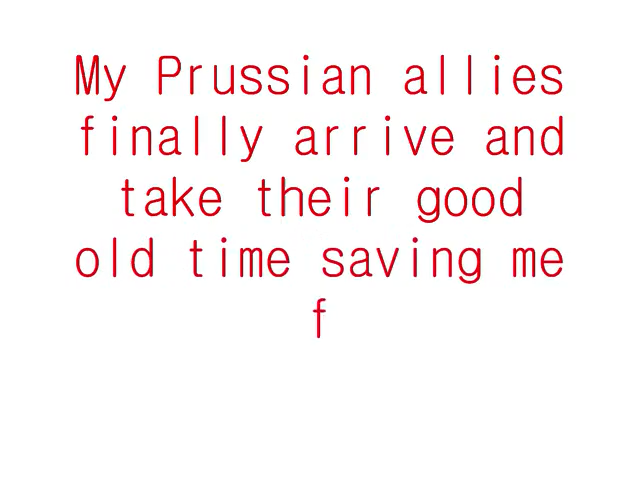 My Prussian allies
finally arrive and
take their good
old time saving me
f